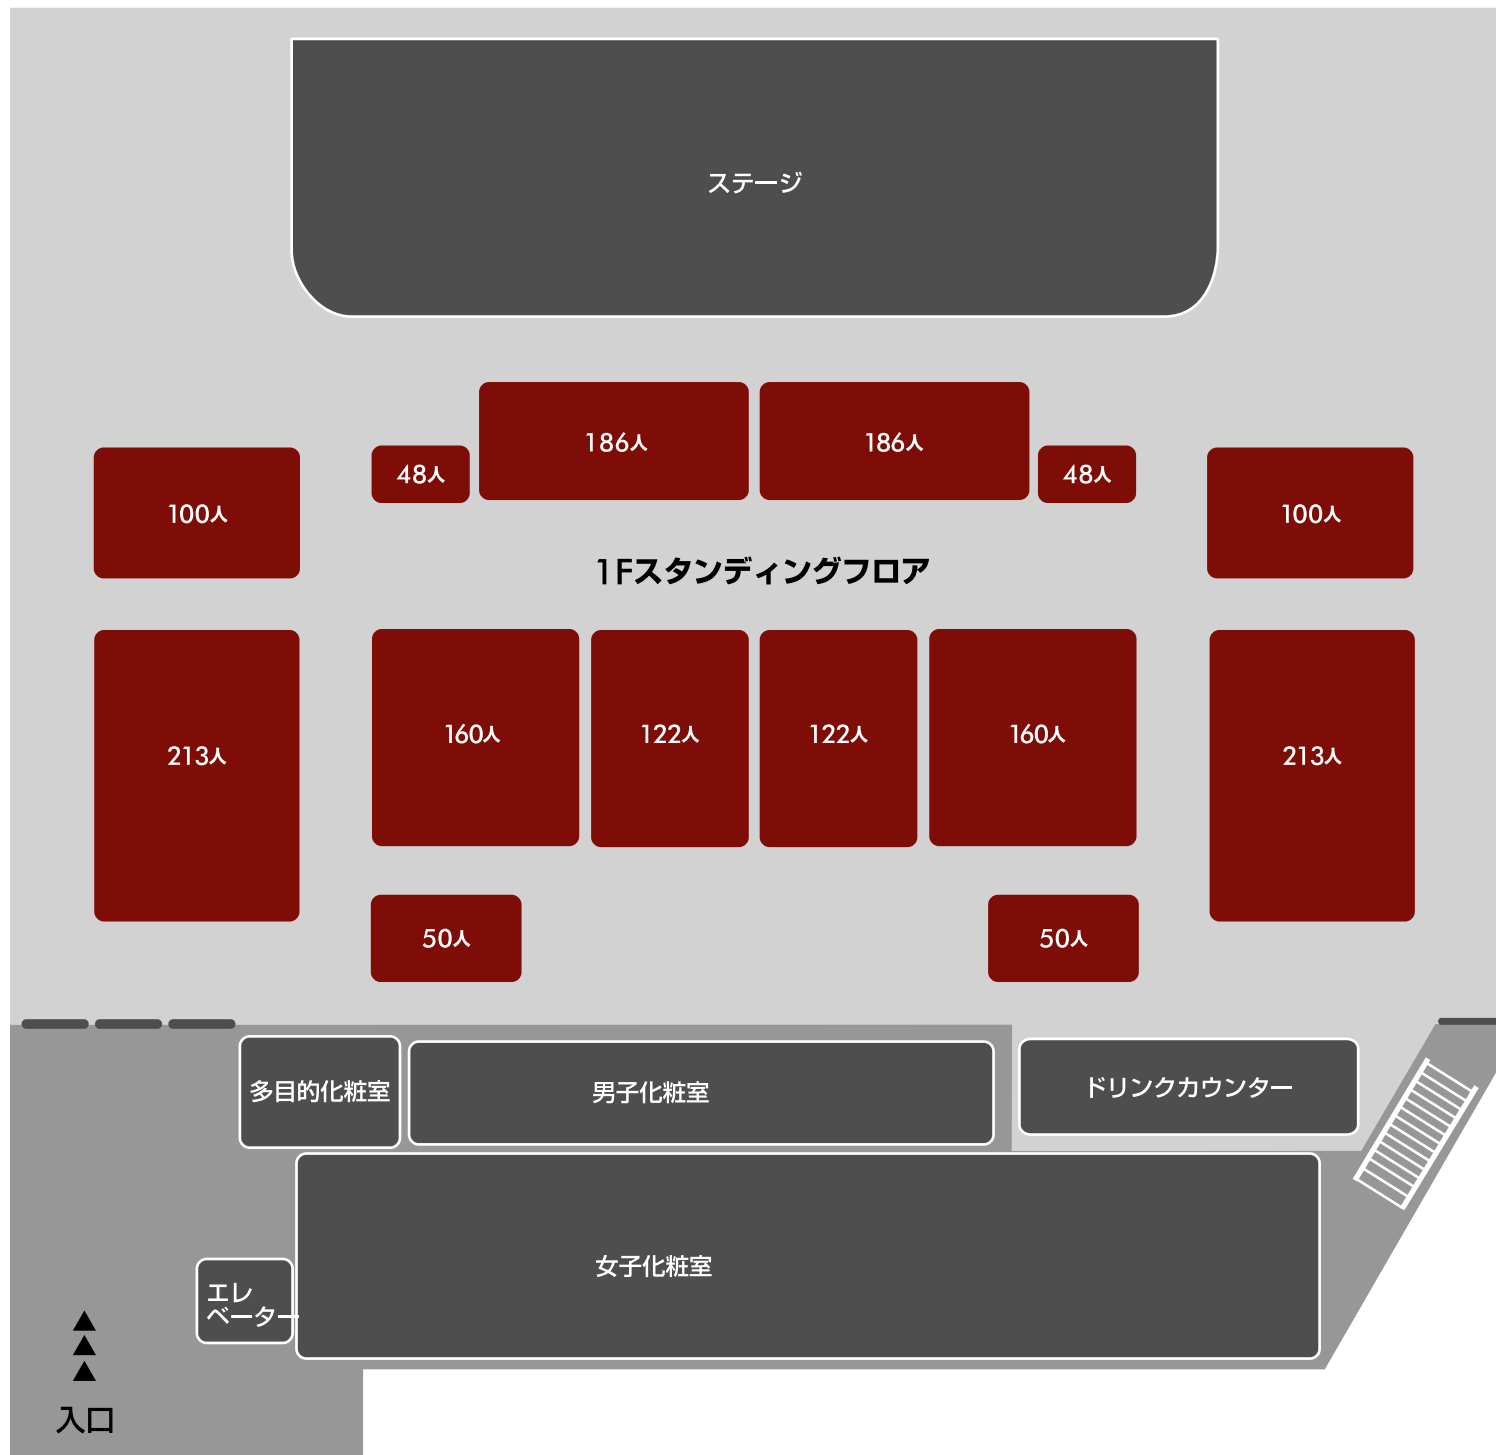 ステージ
186人
186人
48人
48人
100人
100人
1Fスタンディングフロア
160人
122人
122人
160人
213人
213人
50人
50人
多目的化粧室
男子化粧室
ドリンクカウンター
女子化粧室
エレ
ベーター
入口